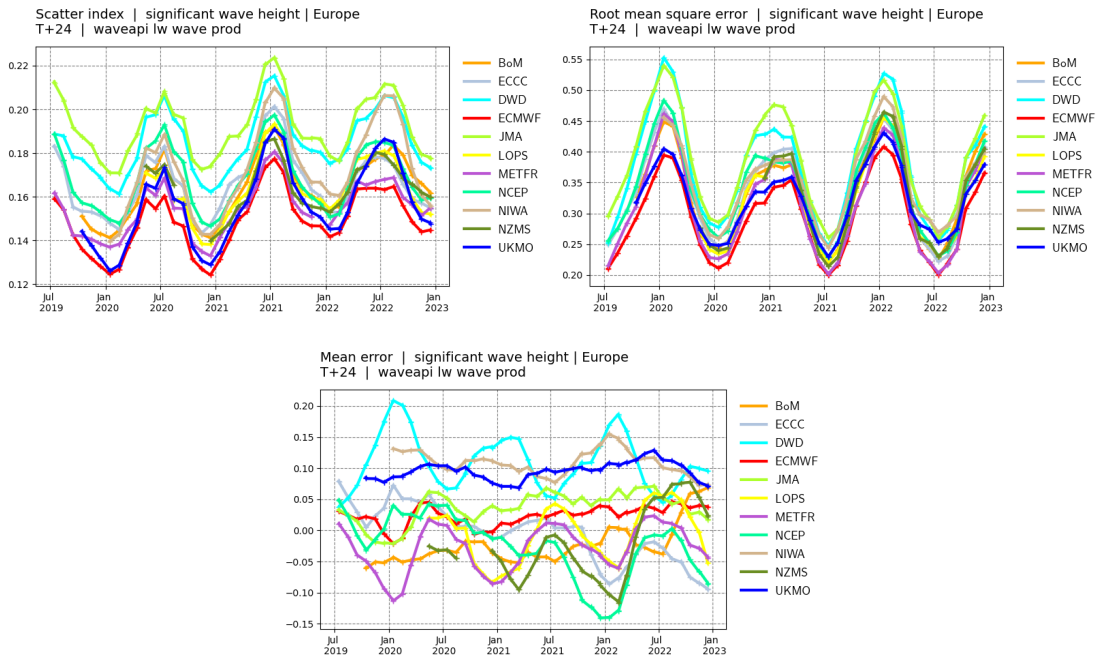 Scatter index | significant wave height | Europe
T+24 | waveapi lw wave prod
0.22
0.20
0.18
0.16
0.14
0.12
Jul 2019
Jan 2020
Jul 2020
Jan 2021
Jul 2021
Jan 2022
Jul 2022
Jan 2023
BoM
ECCC
DWD
ECMWF
JMA
LOPS
METFR
NCEP
NIWA
NZMS
UKMO
Root mean square error | significant wave height | Europe
T+24 | waveapi lw wave prod
0.55
0.50
0.45
0.40
0.35
0.30
0.25
0.20
Jul 2019
Jan 2020
Jul 2020
Jan 2021
Jul 2021
Jan 2022
Jul 2022
Jan 2023
BoM
ECCC
DWD
ECMWF
JMA
LOPS
METFR
NCEP
NIWA
NZMS
UKMO
Mean error | significant wave height | Europe
T+24 | waveapi lw wave prod
0.20
0.15
0.10
0.05
0.00
−0.05
−0.10
−0.15
Jul 2019
Jan 2020
Jul 2020
Jan 2021
Jul 2021
Jan 2022
Jul 2022
Jan 2023
BoM
ECCC
DWD
ECMWF
JMA
LOPS
METFR
NCEP
NIWA
NZMS
UKMO